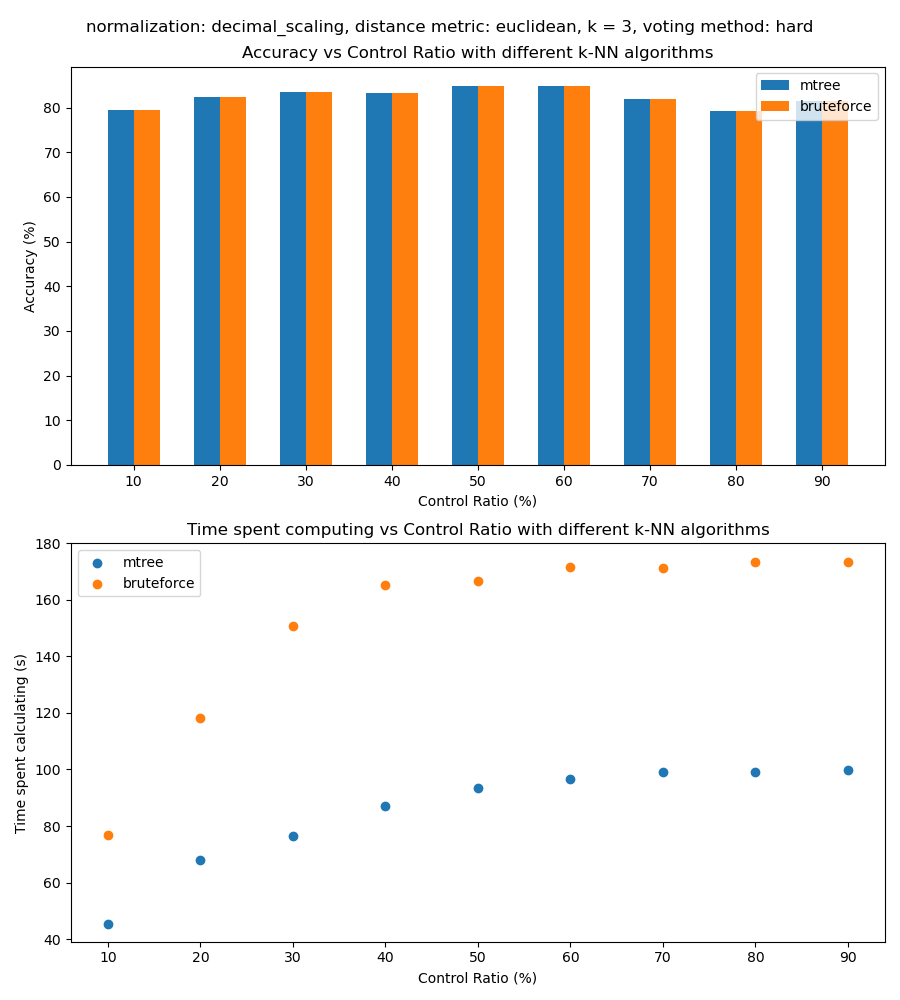 normalization: decimal_scaling, distance metric: euclidean, k = 3, voting method: hard
Accuracy vs Control Ratio with different k-NN algorithms
mtree
bruteforce
80
70
60
50
40
30
20
10
0
Accuracy (%)
10 20 30 40 50 60 70 80 90
Control Ratio (%)
Time spent computing vs Control Ratio with different k-NN algorithms
mtree
bruteforce
180
160
140
120
100
80
60
40
Time spent calculating (s)
10 20 30 40 50 60 70 80 90
Control Ratio (%)